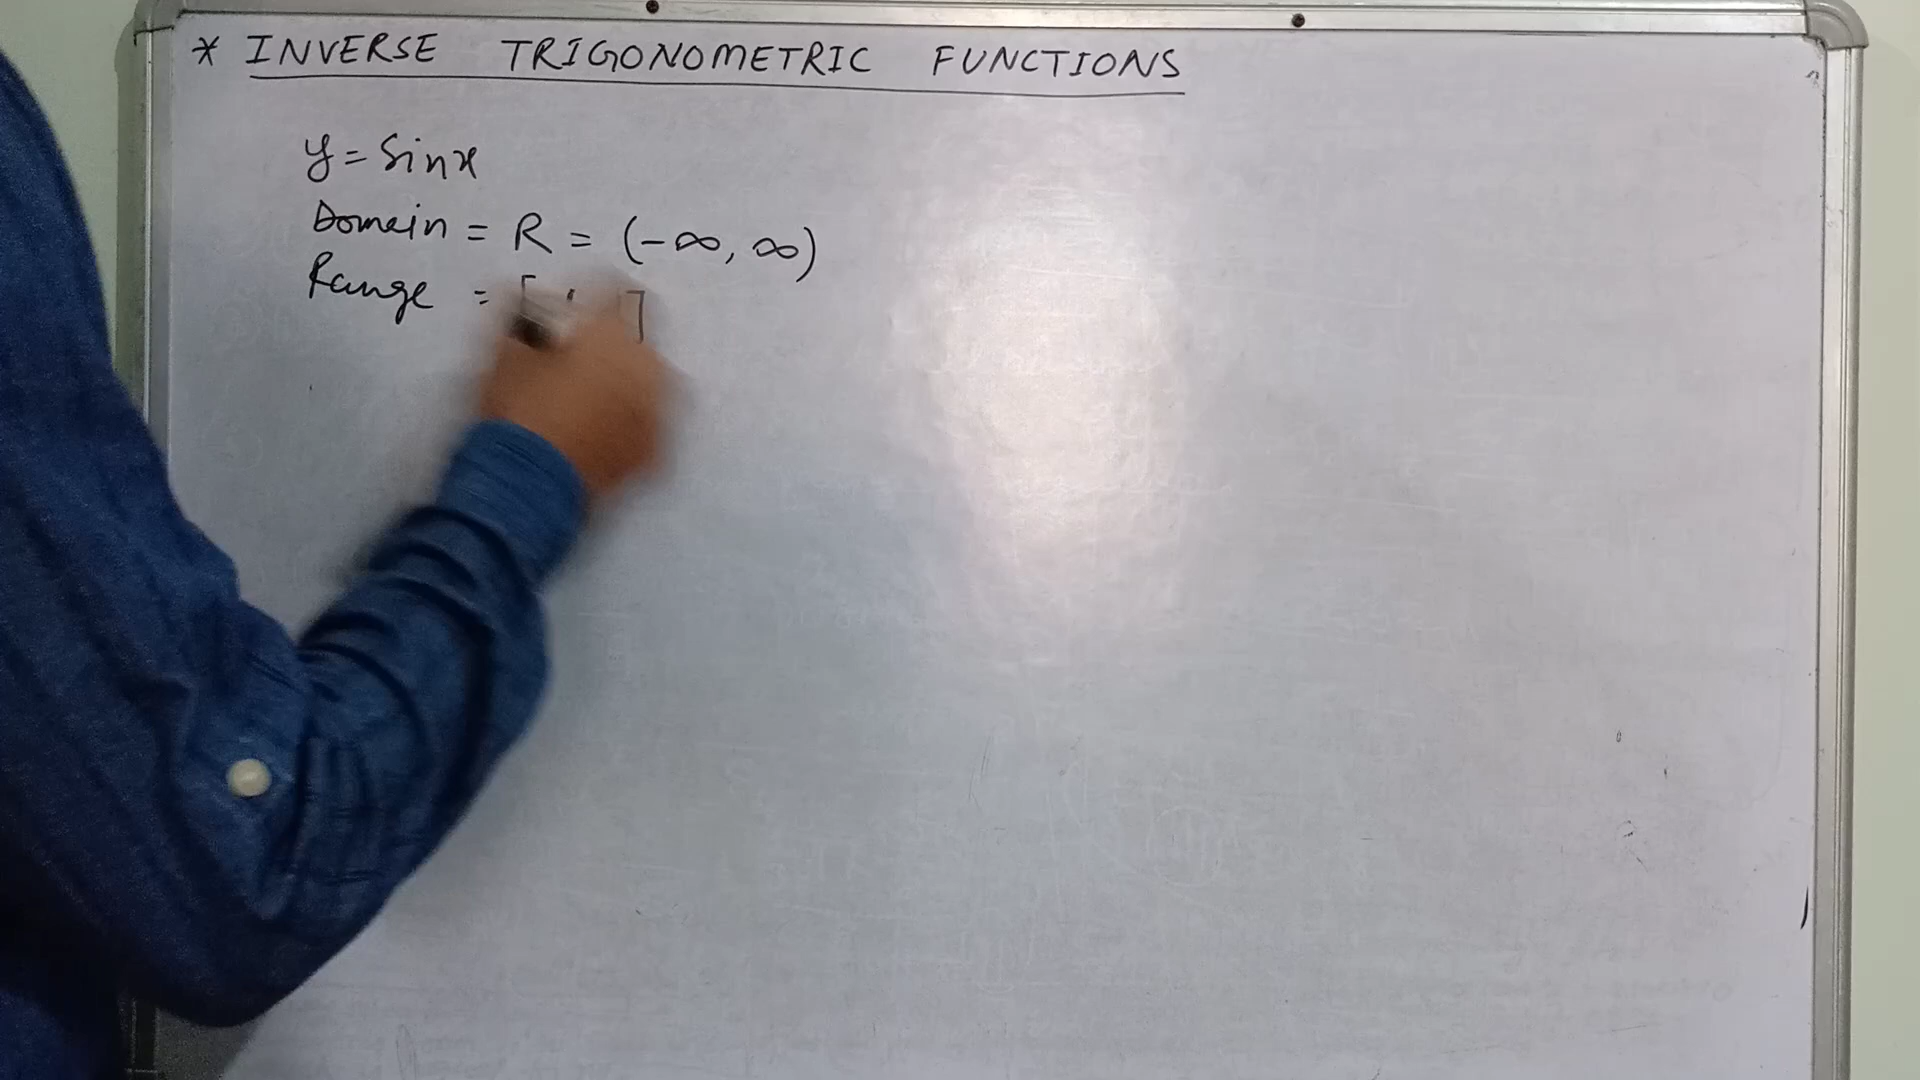 * INVERSE TRIGONOMETRIC FUNCTIONS
y = Sinx
Domain = R = (-∞, ∞)
Range = [ ]